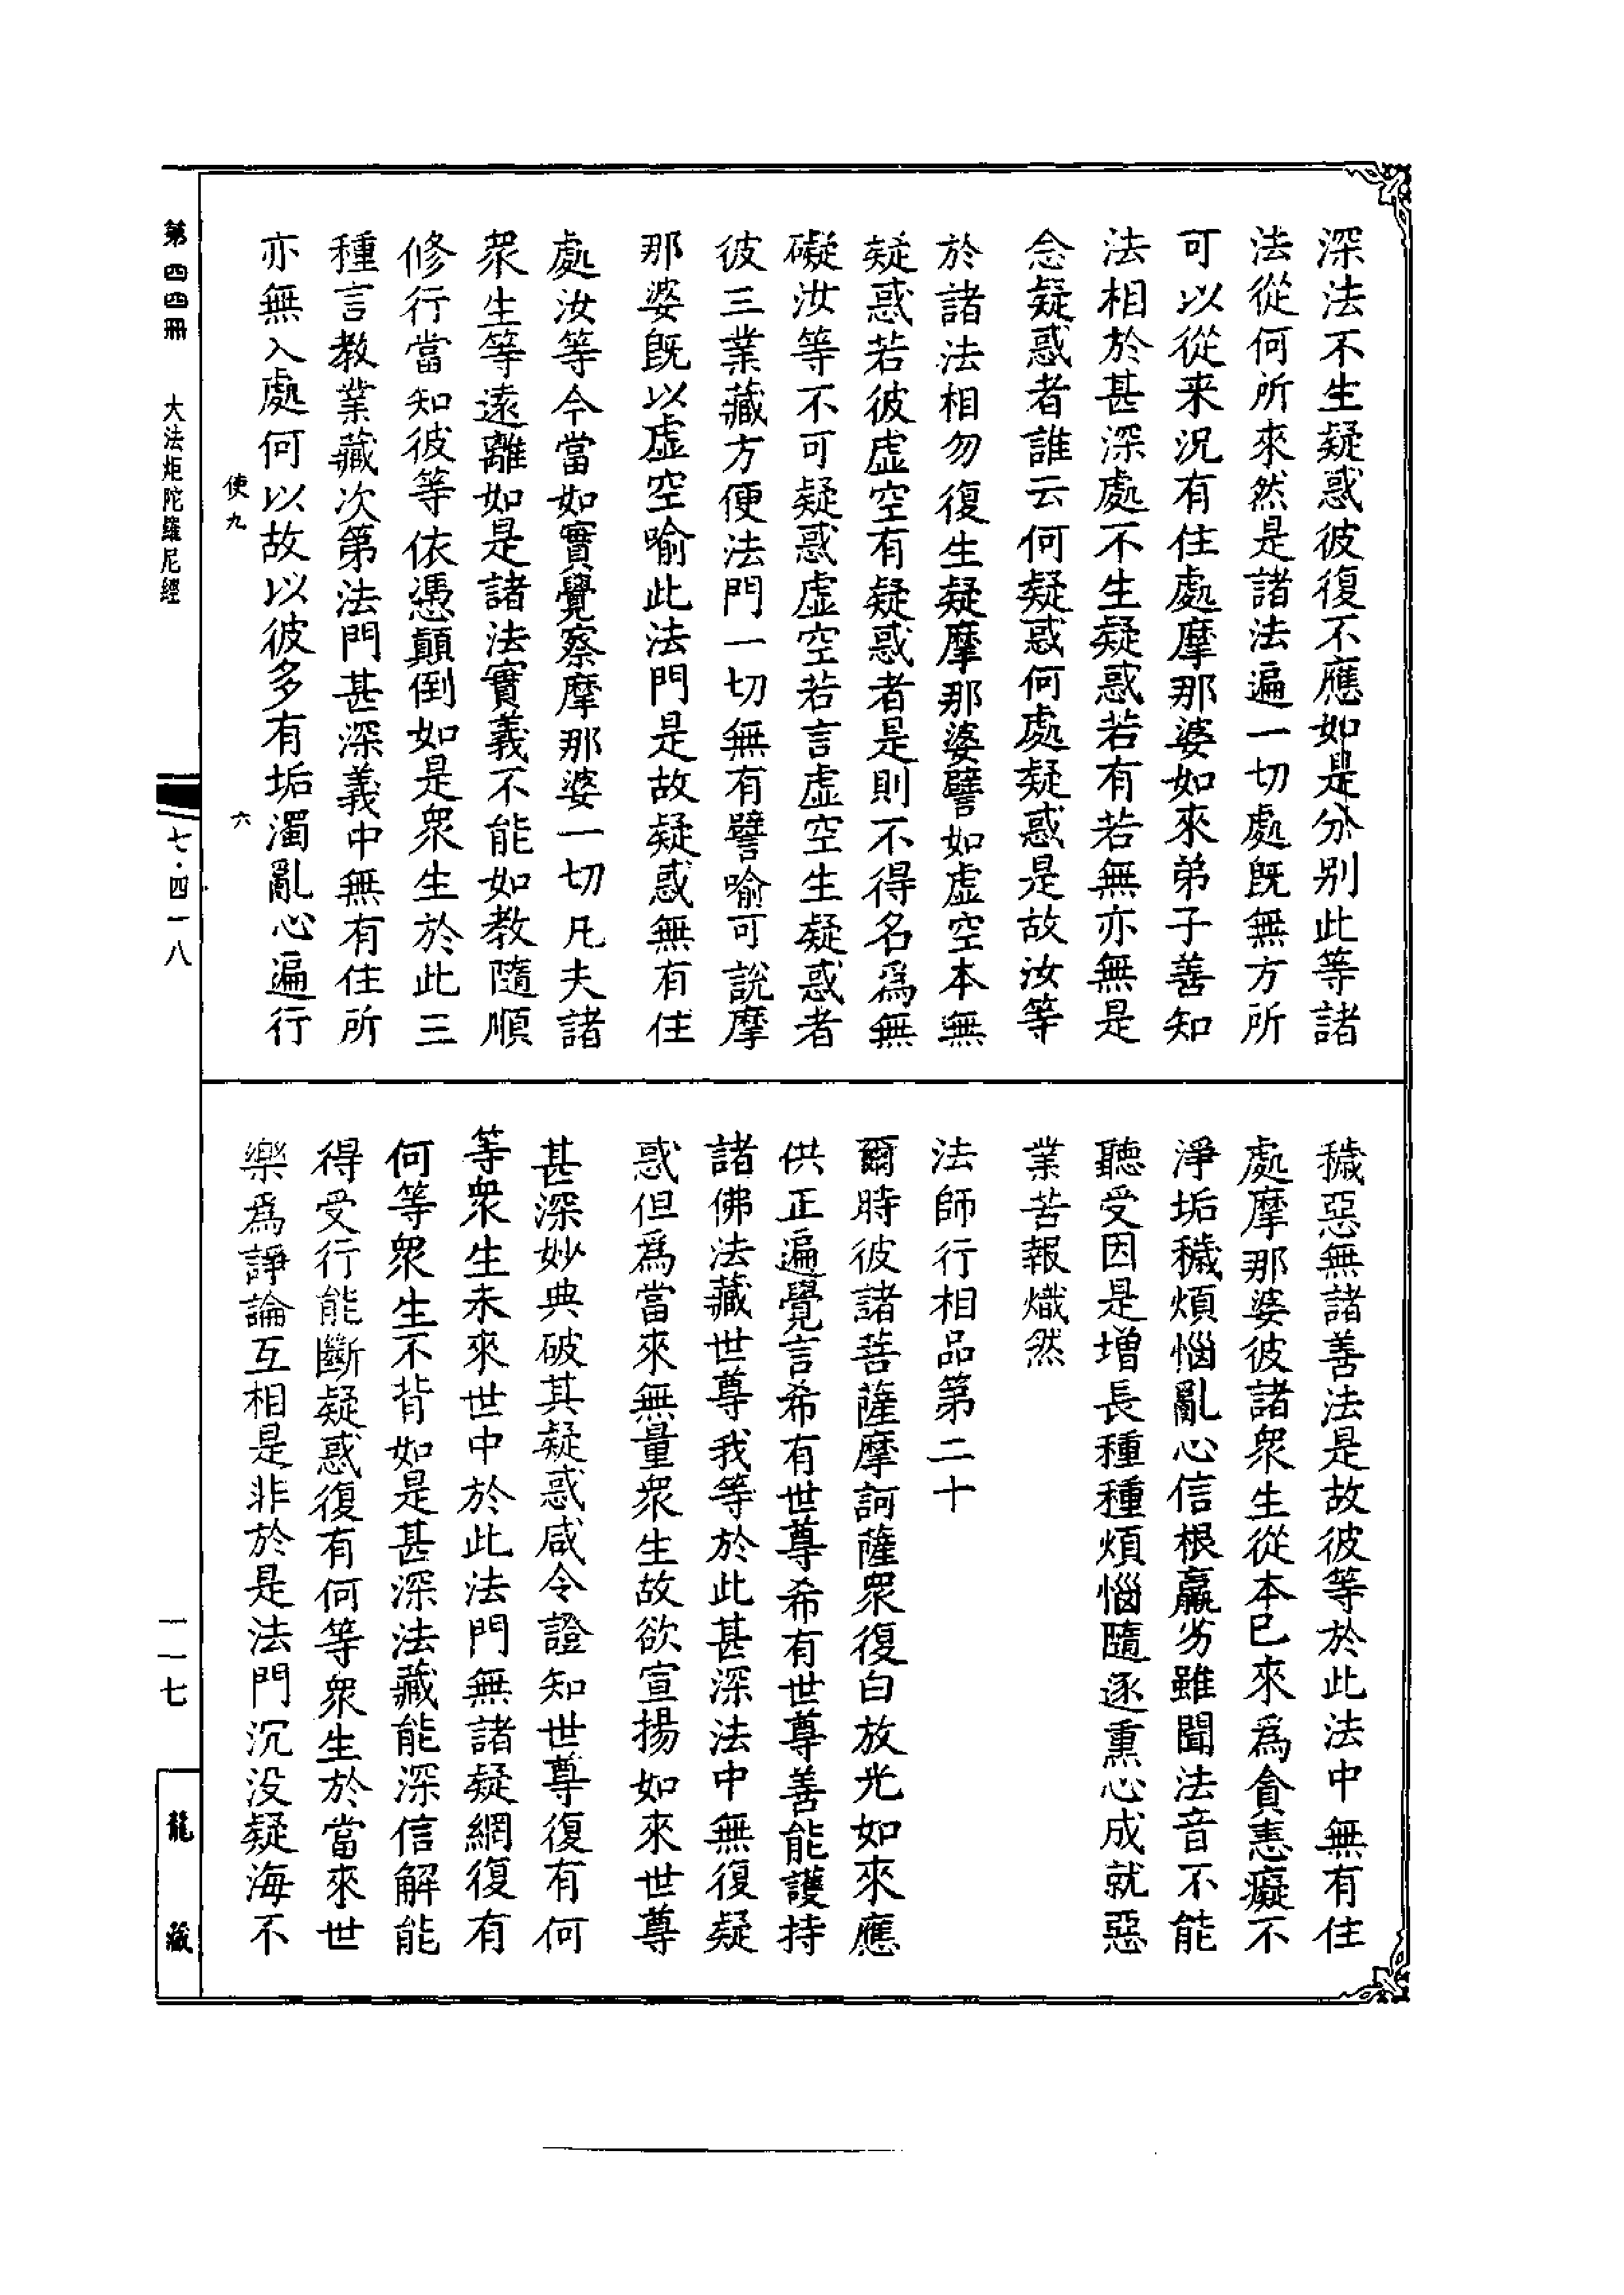 深法不生疑惑彼復不應如是分別此等諸
法從何所來然是諸法遍一切處既無方所
可以從来況有住處摩那婆如來弟子善知
法相於甚深處不生疑惑若有若無亦無是
念疑惑者誰云何疑惑何處疑惑是故汝等
於諸法相勿復生疑摩那婆譬如虛空本無
疑惑若彼虛空有疑惑者是則不得名爲無
礙汝等不可疑惑虛空若言虛空生疑惑者
彼三業藏方便法門一切無有譬喻可說摩
那婆既以虛空喻此法門是故疑惑無有住
處汝等今當如實覺察摩那婆一切凡夫諸
衆生等遠離如是諸法實義不能如教隨順
修行當知彼等依憑顛倒如是衆生於此三
種言教業藏次第法門甚深義中無有住所
亦無入處何以故以彼多有垢濁亂心遍行
使九
六
穢惡無諸善法是故彼等於此法中無有住
處摩那婆彼諸衆生從本已來爲貪恚癡不
淨垢穢煩惱亂心信根羸劣雖聞法音不能
聽受因是增長種種煩惱隨逐熏心成就惡
業苦報熾然
法師行相品第二十
爾時彼諸菩薩摩訶薩衆復白放光如來應
供正遍覺言希有世尊希有世尊善能護持
諸佛法藏世尊我等於此甚深法中無復疑
惑但爲當來無量衆生故欲宣揚如來世尊
甚深妙典破其疑惑咸令證知世尊復有何
等衆生未來世中於此法門無諸疑網復有
何等衆生不背如是甚深法藏能深信解能
得受行能斷疑惑復有何等衆生於當來世
樂爲諍論互相是非於是法門沉没疑海不
第四四冊
大法炬陀羅尼經
七·四一八
一一七
龍藏